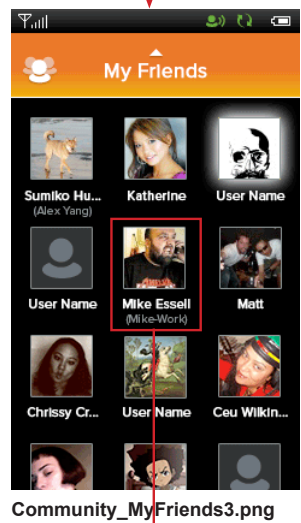 My Friends
Sumiko Hu... Katherine User Name
(Alex Yang)
User Name Mike Essell Matt
(Mike-Work)
Chrissy Cr... User Name Ceu Wilkin...
Community_MyFriends3.png